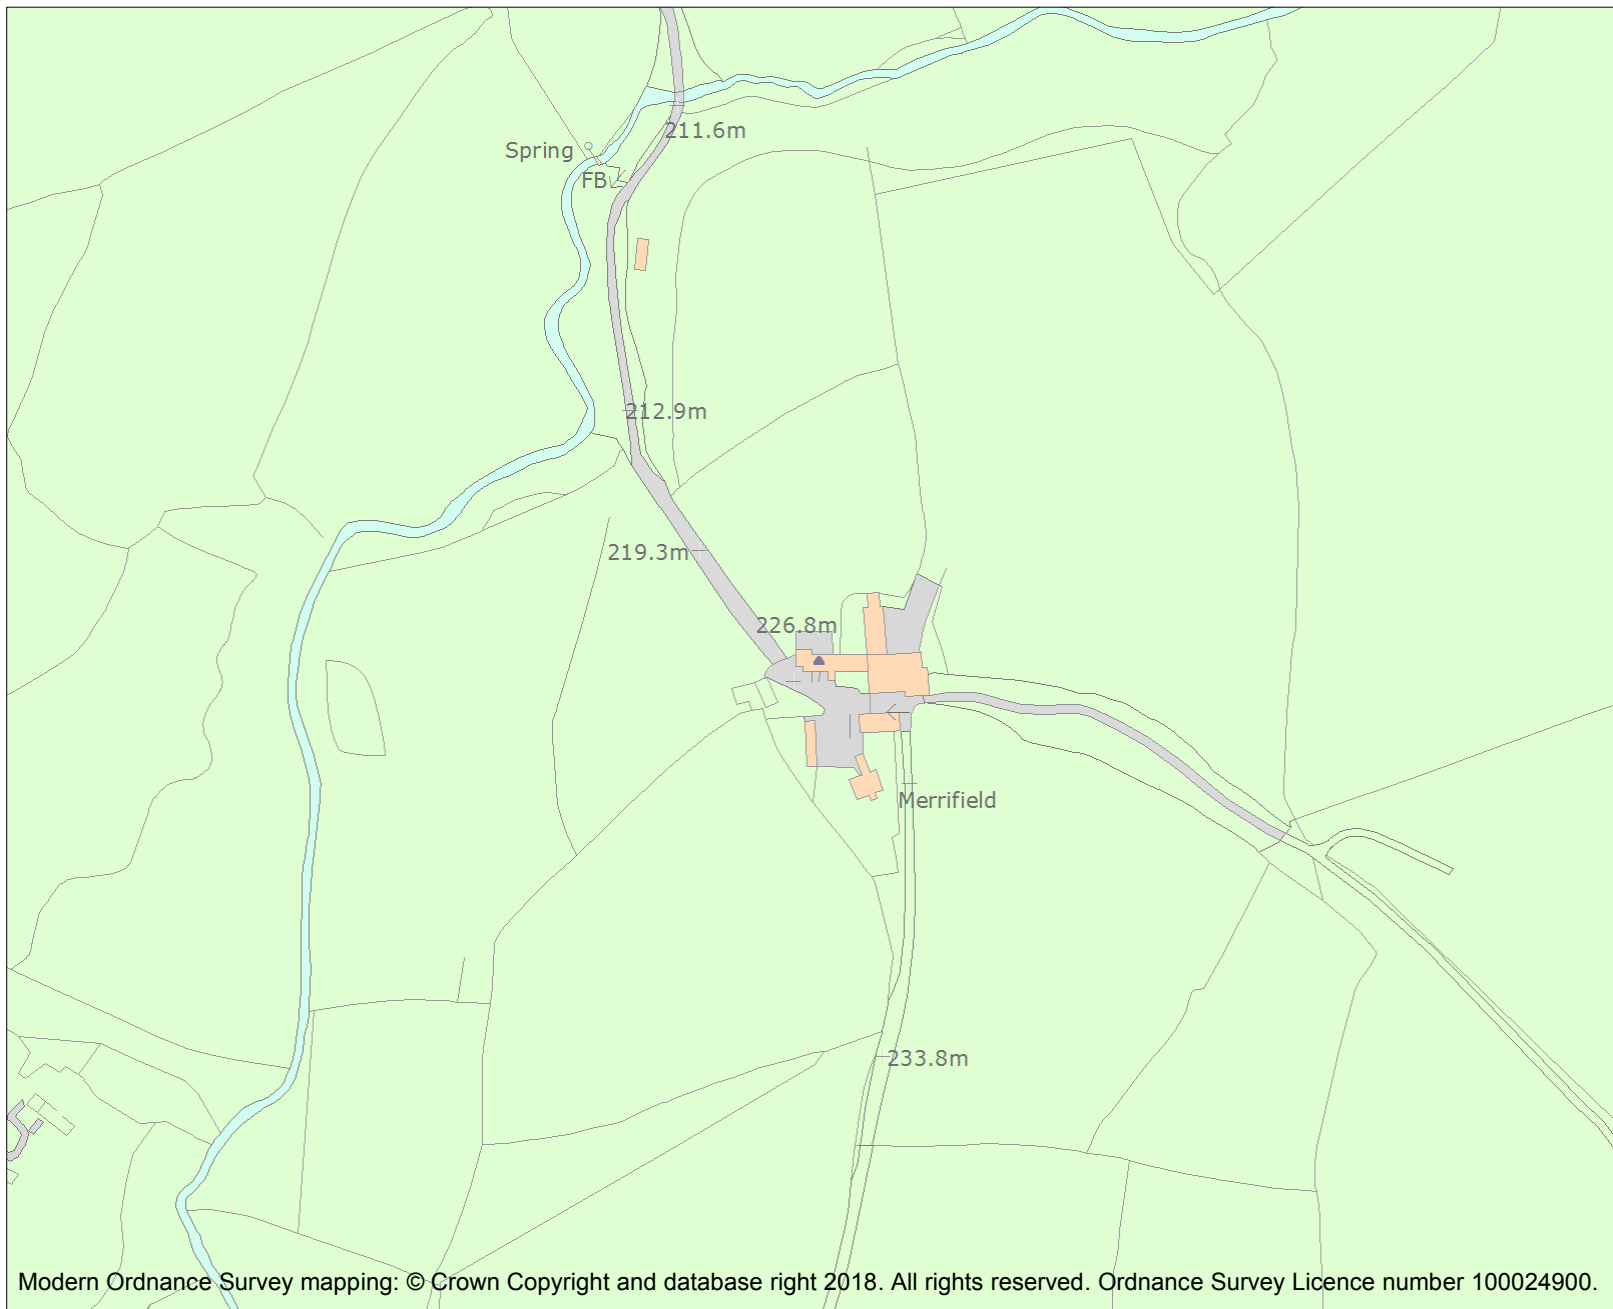 211.6m
Spring
FB
212.9m
219.3m
226.8m
Merrifield
233.8m
Modern Ordnance Survey mapping: © Crown Copyright and database right 2018. All rights reserved. Ordnance Survey Licence number 100024900.